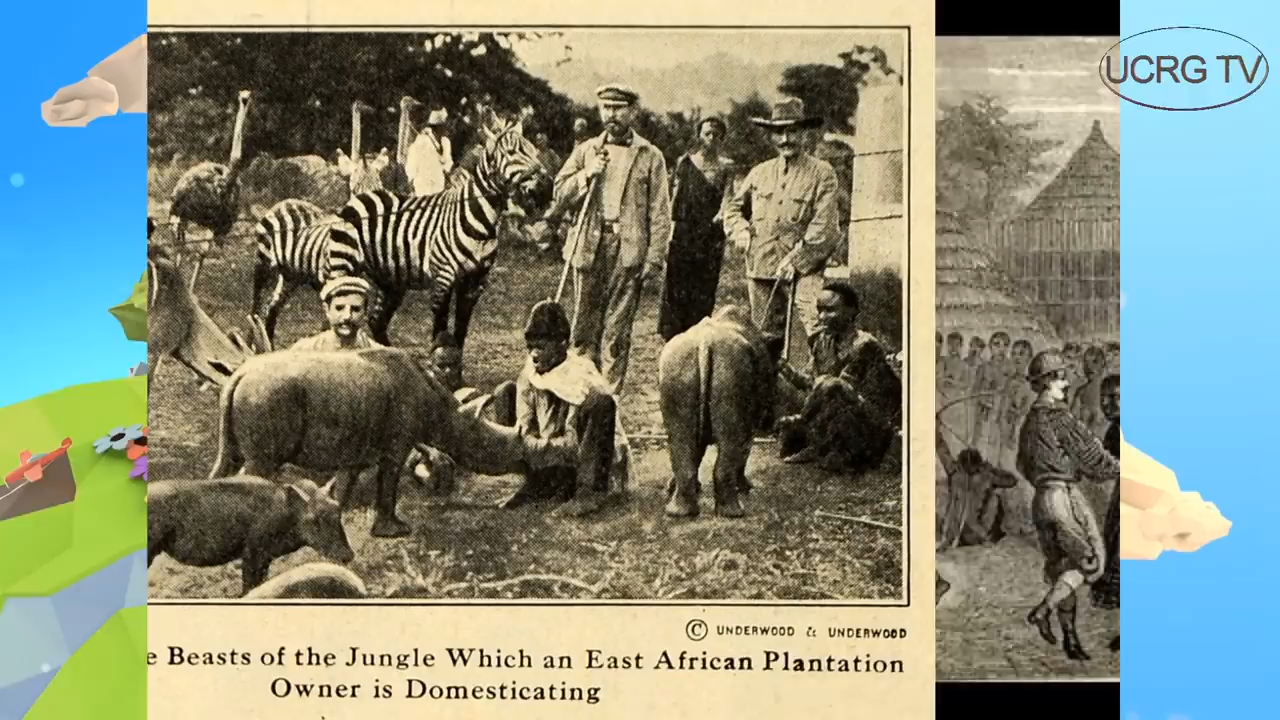 UCRG TV
© UNDERWOOD & UNDERWOOD
e Beasts of the Jungle Which an East African Plantation
Owner is Domesticating